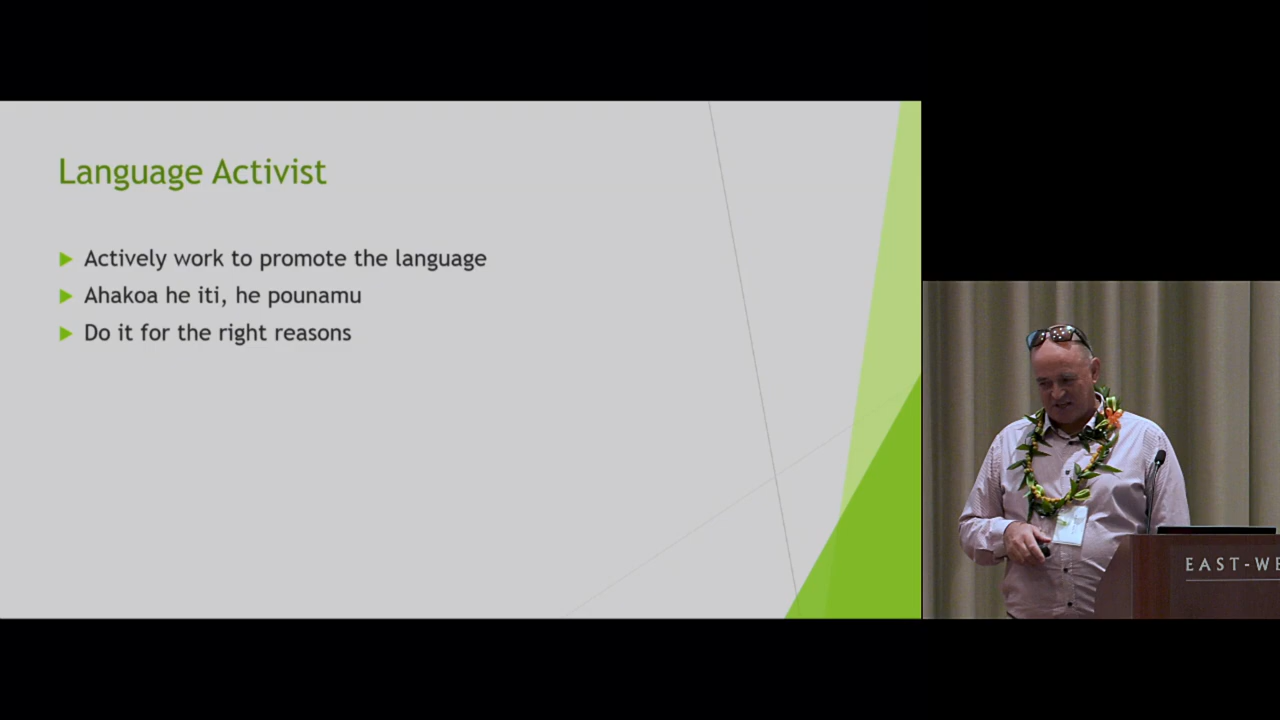 Language Activist
Actively work to promote the language
Ahakoa he iti, he pounamu
Do it for the right reasons
EAST-WE